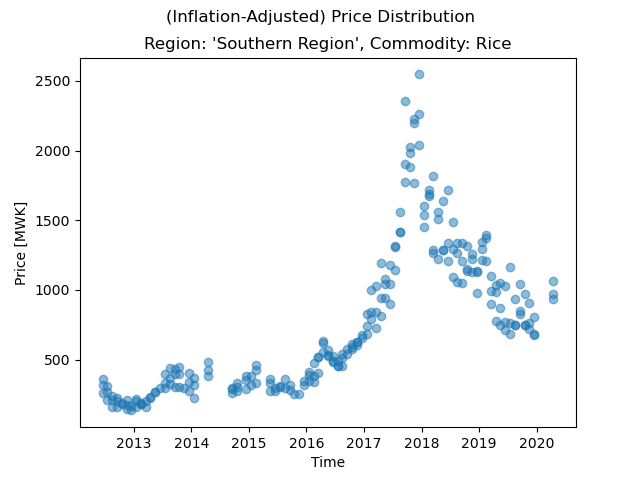 (Inflation-Adjusted) Price Distribution
Region: 'Southern Region', Commodity: Rice
Price [MWK]
2500
2000
1500
1000
500
2013 2014 2015 2016 2017 2018 2019 2020
Time